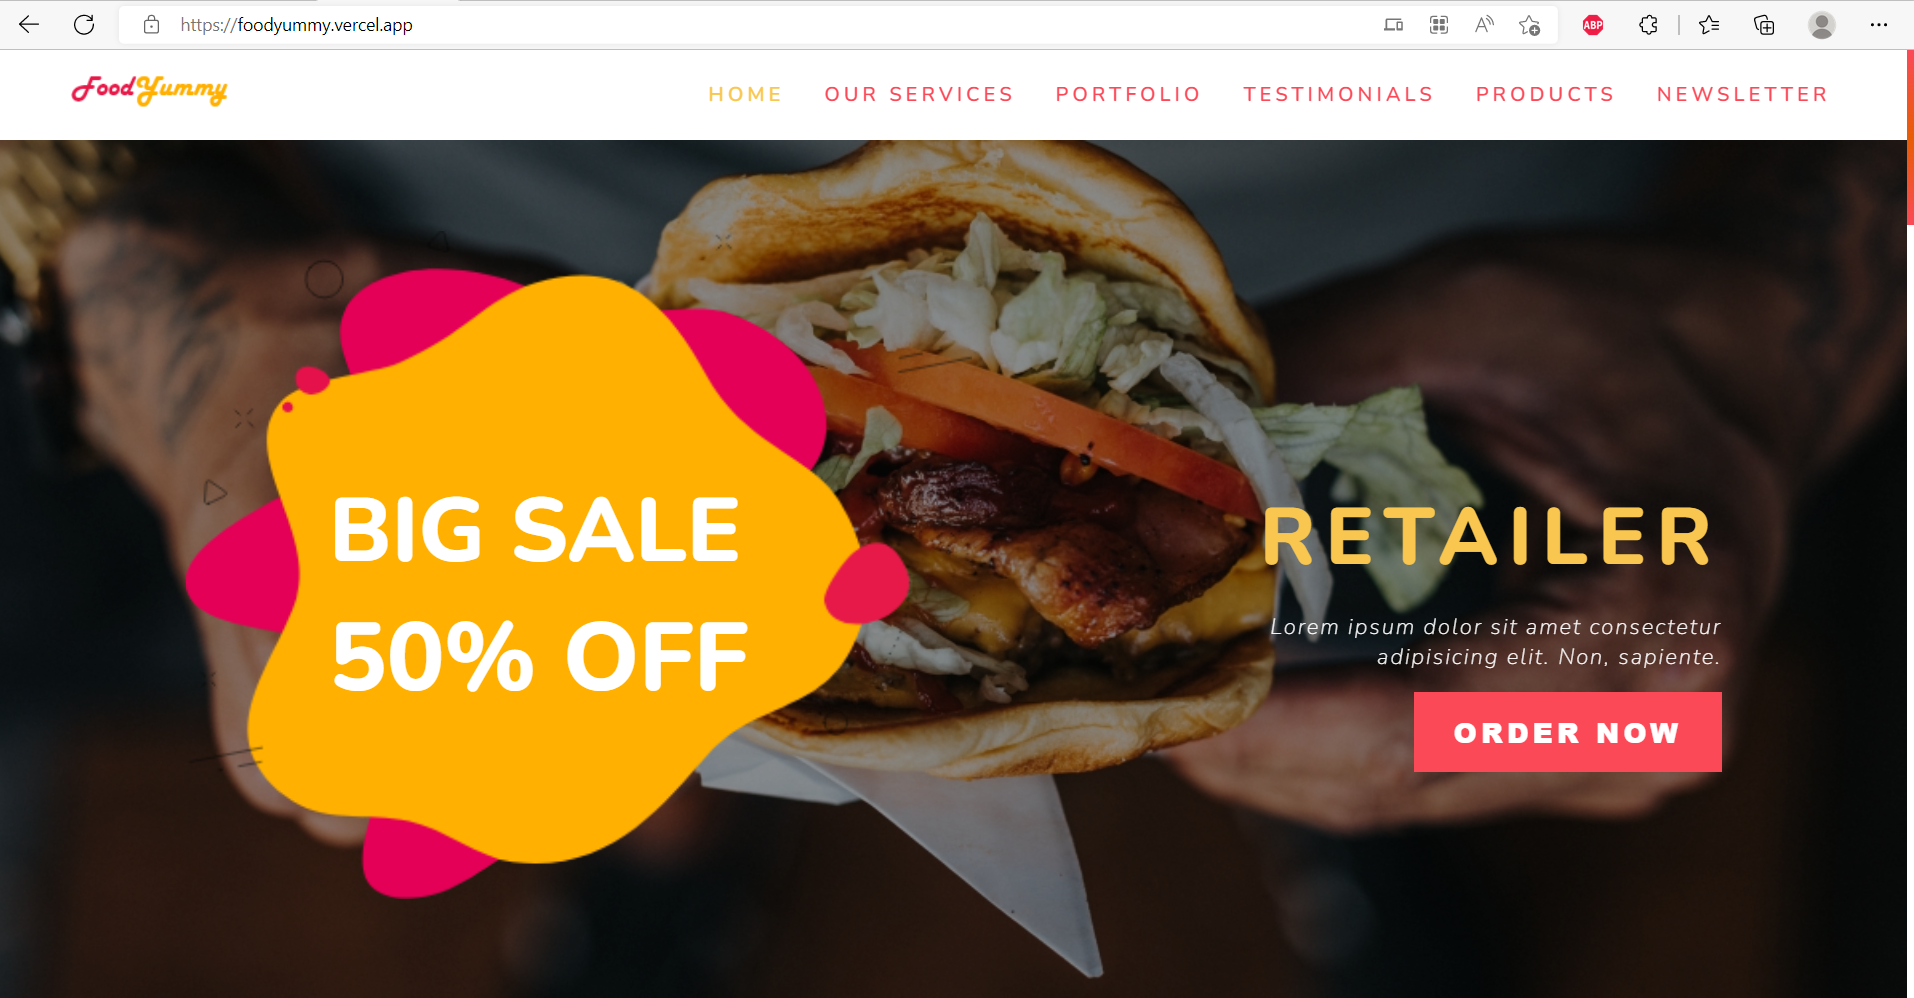 https://foodyummy.vercel.app
ABP
FoodYummy
HOME OUR SERVICES PORTFOLIO TESTIMONIALS PRODUCTS NEWSLETTER
BIG SALE
50% OFF
RETAILER
Lorem ipsum dolor sit amet consectetur
adipisicing elit. Non, sapiente.
ORDER NOW